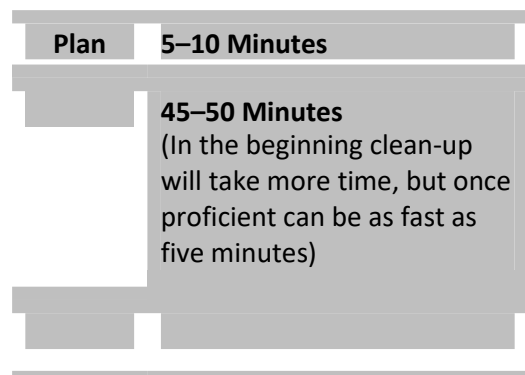 Plan 5–10 Minutes
45–50 Minutes
(In the beginning clean-up
will take more time, but once
proficient can be as fast as
five minutes)